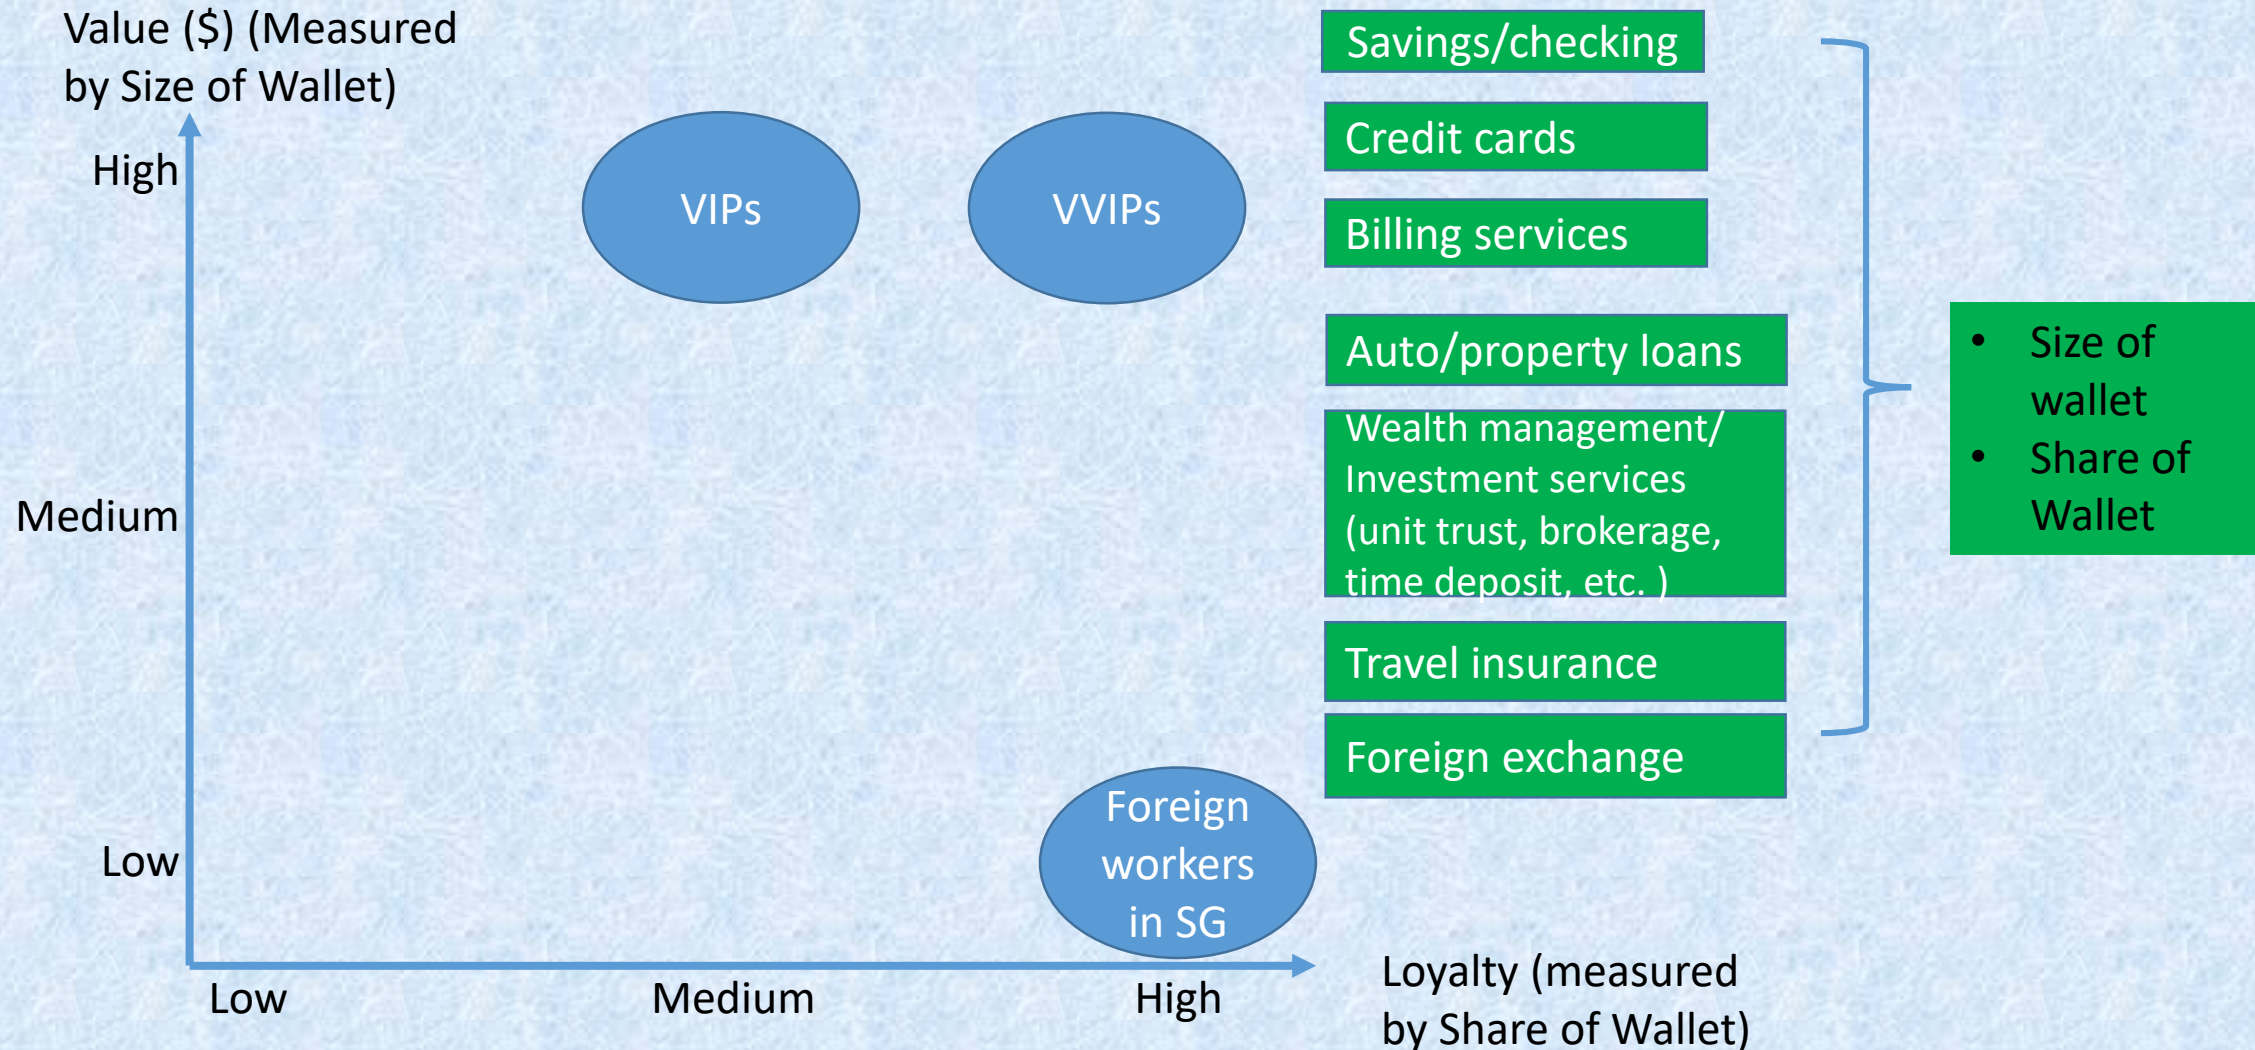 Value ($) (Measured
by Size of Wallet)
High
Medium
Low
VIPs
VVIPs
Foreign
workers
in SG
Low
Medium
High
Loyalty (measured
by Share of Wallet)
Savings/checking
Credit cards
Billing services
Auto/property loans
Wealth management/
Investment services
(unit trust, brokerage,
time deposit, etc. )
Travel insurance
Foreign exchange
• Size of
wallet
• Share of
Wallet